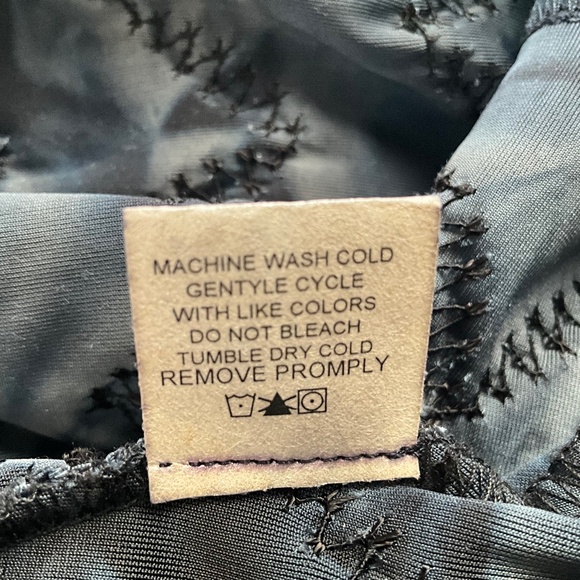 MACHINE WASH COLD
GENTYLE CYCLE
WITH LIKE COLORS
DO NOT BLEACH
TUMBLE DRY COLD
REMOVE PROMPLY